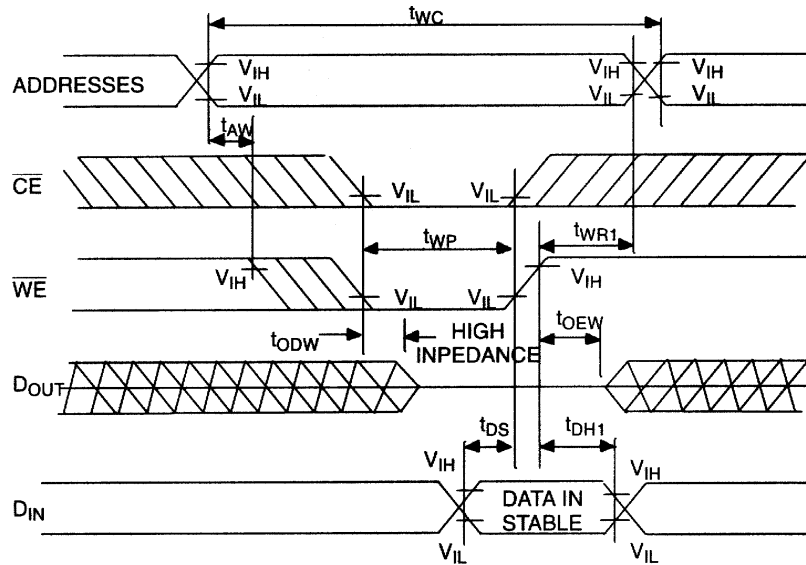 tWC
ADDRESSES
VIH VIH VIH
VIL VIL VIL
tAW
CE
VIL VIL
tWP tWR1
WE
VIH VIH
VIL VIL
tODW HIGH tOEW
INPEDANCE
DOUT
tDS tDH1
VIH VIH
DIN
DATA IN
STABLE
VIL VIL